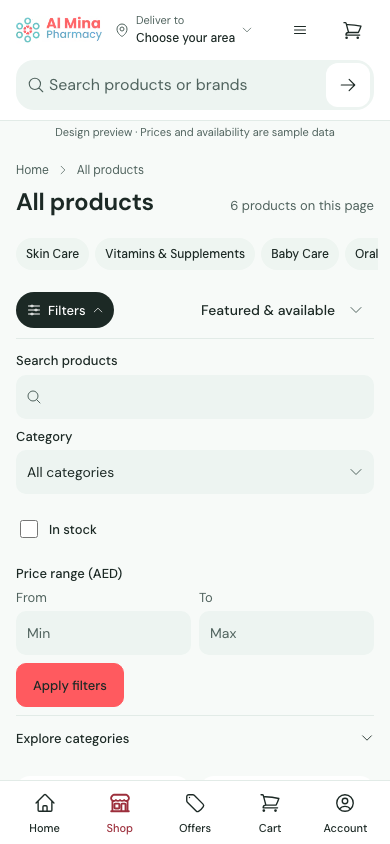 Al Mina
Pharmacy
Deliver to
Choose your area
Search products or brands
Design preview · Prices and availability are sample data
Home
All products
All products
6 products on this page
Skin Care
Vitamins & Supplements
Baby Care
Oral
Filters
Featured & available
Search products
Category
All categories
In stock
Price range (AED)
From
To
Min
Max
Apply filters
Explore categories
Home
Shop
Offers
Cart
Account